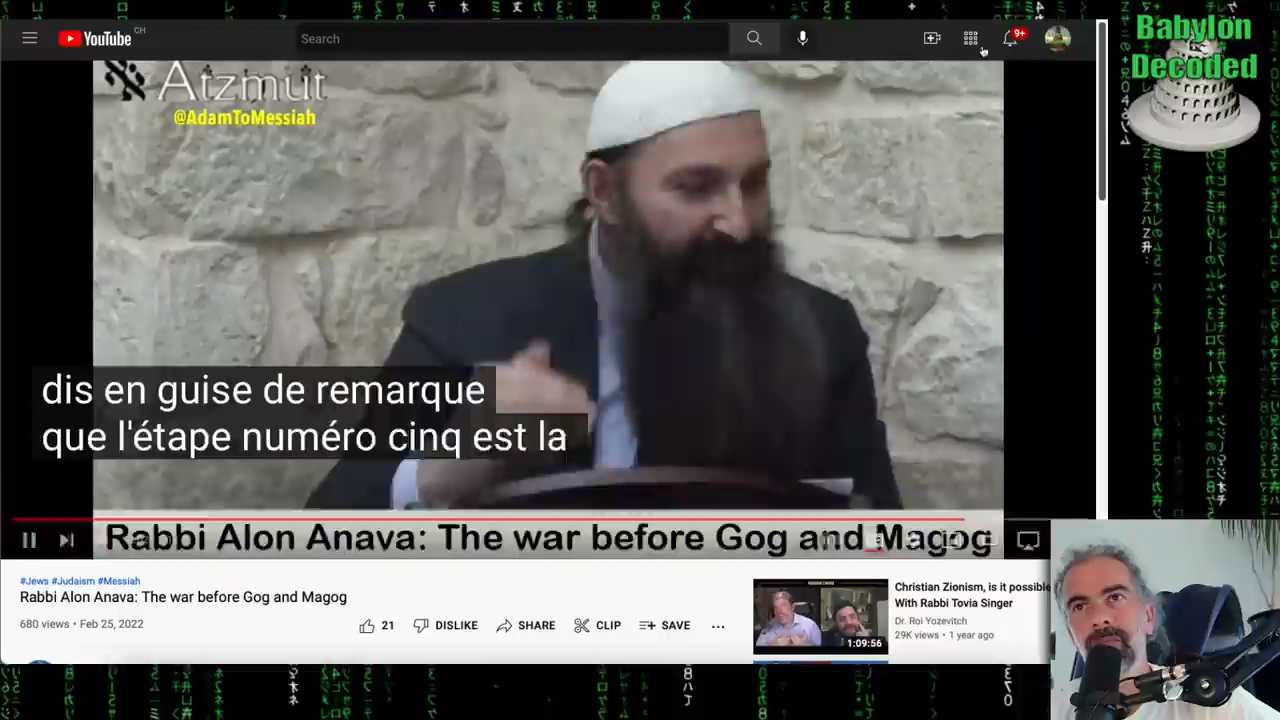 Babylon
Decoded
YouTube CH
Search
9+
Atzmut
@AdamToMessiah
dis en guise de remarque
que l'étape numéro cinq est la
Rabbi Alon Anava: The war before Gog and Magog
#Jews #Judaism #Messiah
Rabbi Alon Anava: The war before Gog and Magog
680 views • Feb 25, 2022
21
DISLIKE
SHARE
CLIP
SAVE
1:09:56
Christian Zionism, is it possible
With Rabbi Tovia Singer
Dr. Roi Yozevitch
29K views • 1 year ago